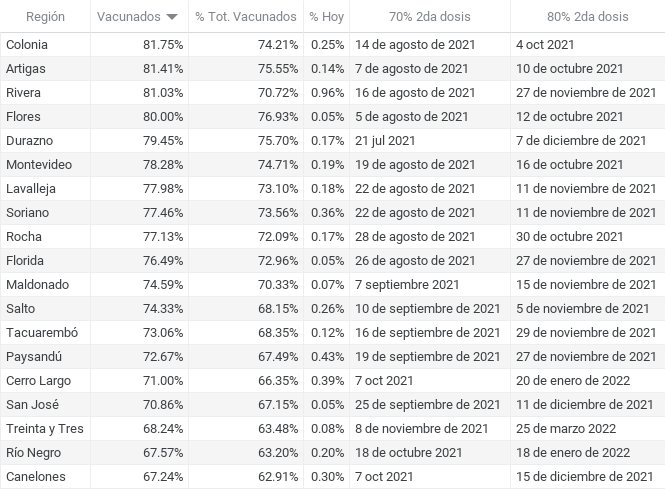 Región Vacunados % Tot. Vacunados % Hoy 70% 2da dosis 80% 2da dosis
Colonia 81.75% 74.21% 0.25% 14 de agosto de 2021 4 oct 2021
Artigas 81.41% 75.55% 0.14% 7 de agosto de 2021 10 de octubre 2021
Rivera 81.03% 70.72% 0.96% 16 de agosto de 2021 27 de noviembre de 2021
Flores 80.00% 76.93% 0.05% 5 de agosto de 2021 12 de octubre 2021
Durazno 79.45% 75.70% 0.17% 21 jul 2021 7 de diciembre de 2021
Montevideo 78.28% 74.71% 0.19% 19 de agosto de 2021 16 de octubre 2021
Lavalleja 77.98% 73.10% 0.18% 22 de agosto de 2021 11 de noviembre de 2021
Soriano 77.46% 73.56% 0.36% 22 de agosto de 2021 11 de noviembre de 2021
Rocha 77.13% 72.09% 0.17% 28 de agosto de 2021 30 de octubre 2021
Florida 76.49% 72.96% 0.05% 26 de agosto de 2021 27 de noviembre de 2021
Maldonado 74.59% 70.33% 0.07% 7 septiembre 2021 15 de noviembre de 2021
Salto 74.33% 68.15% 0.26% 10 de septiembre de 2021 5 de noviembre de 2021
Tacuarembó 73.06% 68.35% 0.12% 16 de septiembre de 2021 29 de noviembre de 2021
Paysandú 72.67% 67.49% 0.43% 19 de septiembre de 2021 27 de noviembre de 2021
Cerro Largo 71.00% 66.35% 0.39% 7 oct 2021 20 de enero de 2022
San José 70.86% 67.15% 0.05% 25 de septiembre de 2021 11 de diciembre de 2021
Treinta y Tres 68.24% 63.48% 0.08% 8 de noviembre de 2021 25 de marzo 2022
Río Negro 67.57% 63.20% 0.20% 18 de octubre de 2021 18 de enero de 2022
Canelones 67.24% 62.91% 0.30% 7 oct 2021 15 de diciembre de 2021